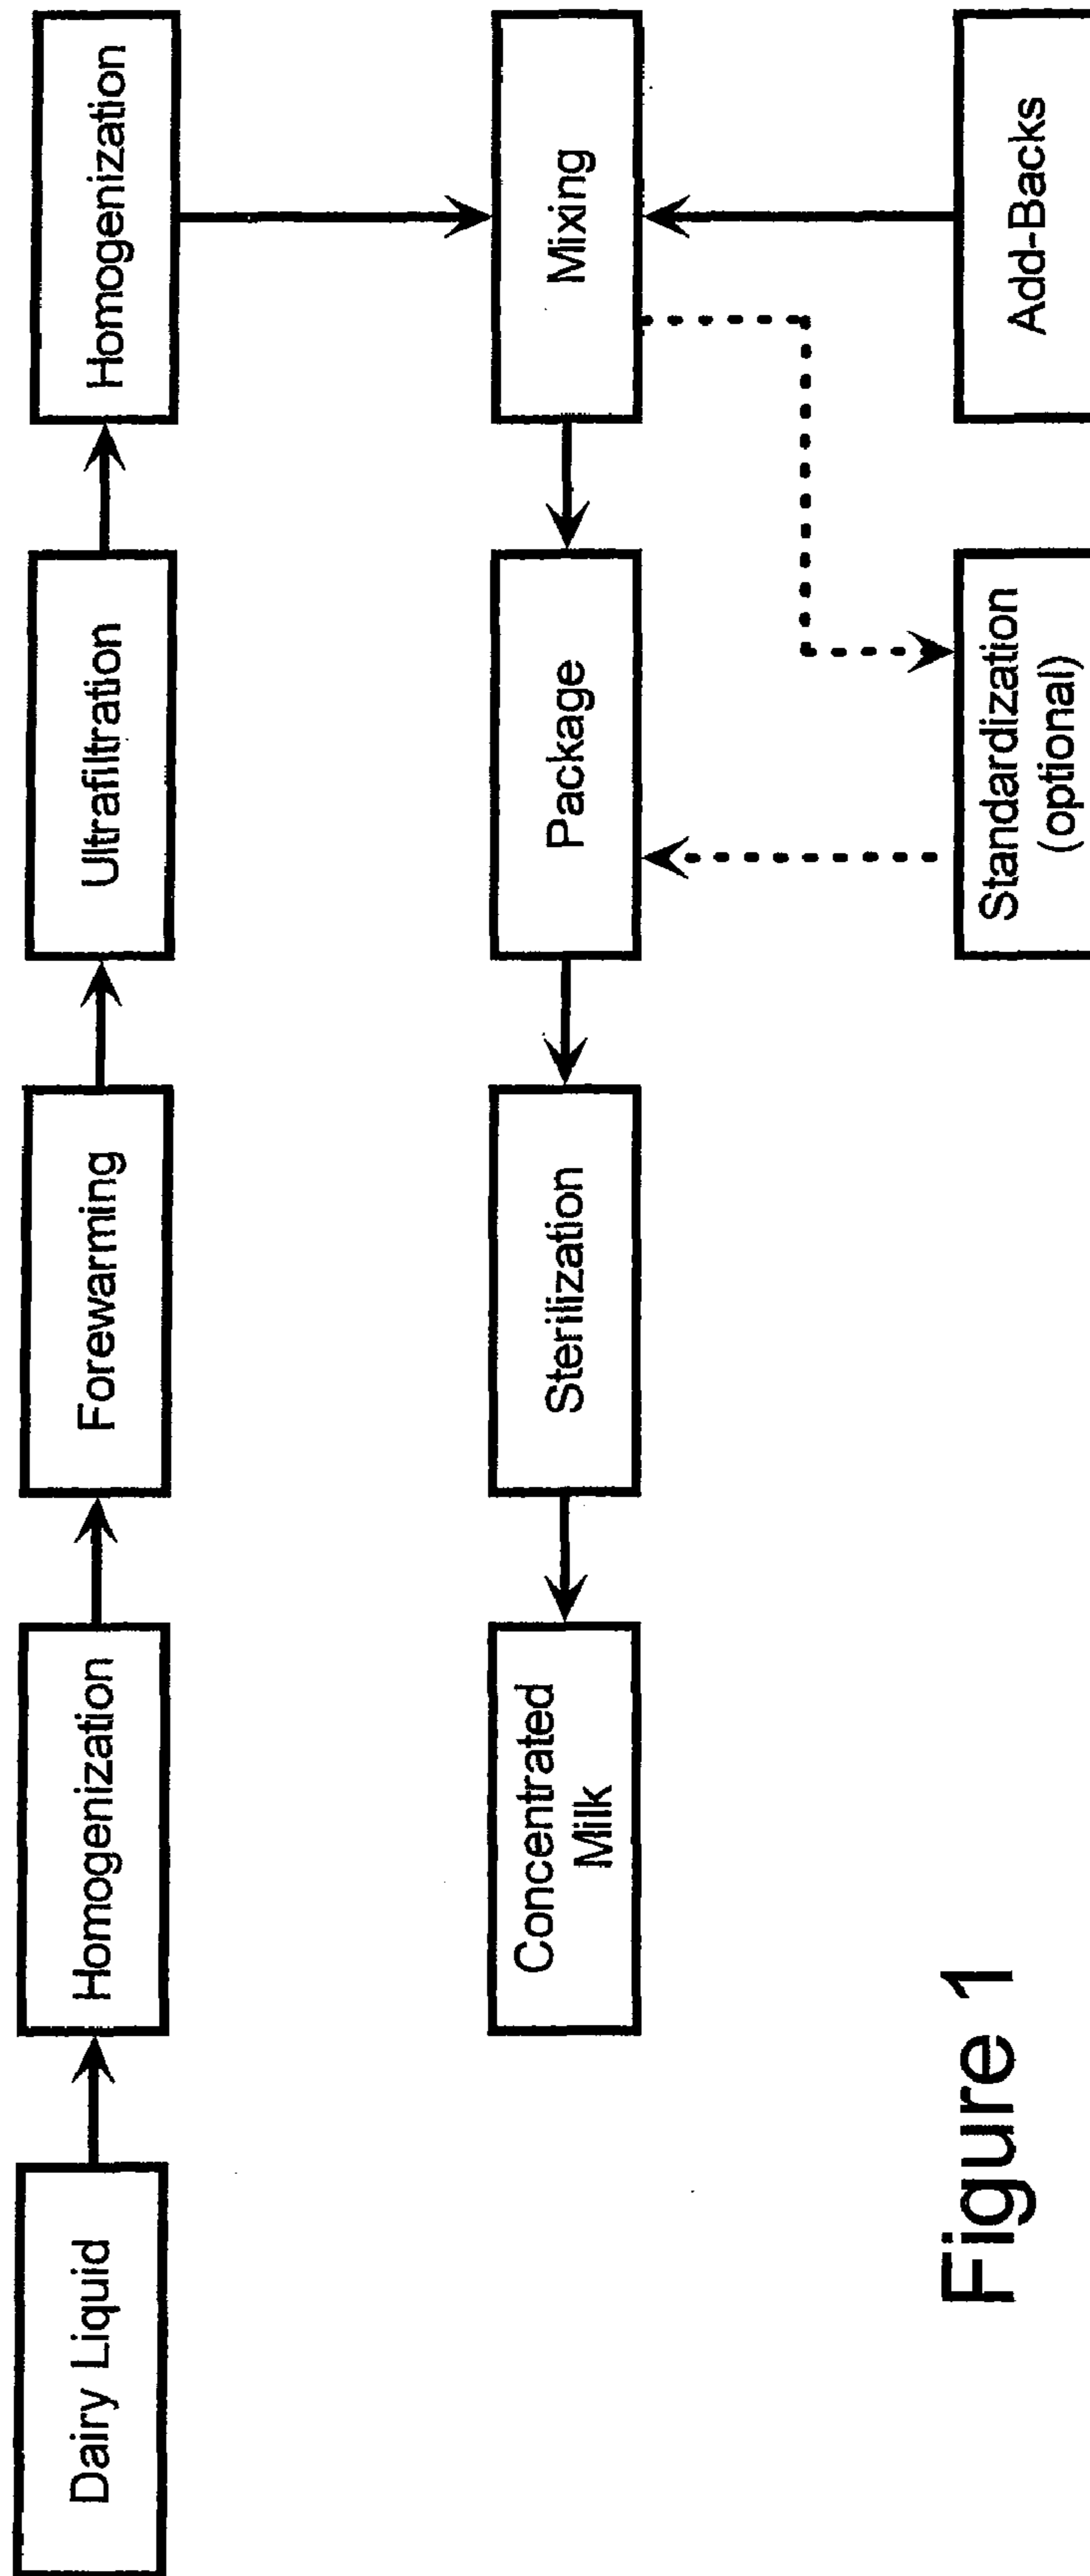 Dairy Liquid
Homogenization
Forewarming
Ultrafiltration
Homogenization
Concentrated
Milk
Sterilization
Package
Mixing
Standardization
(optional)
Add-Backs
Figure 1